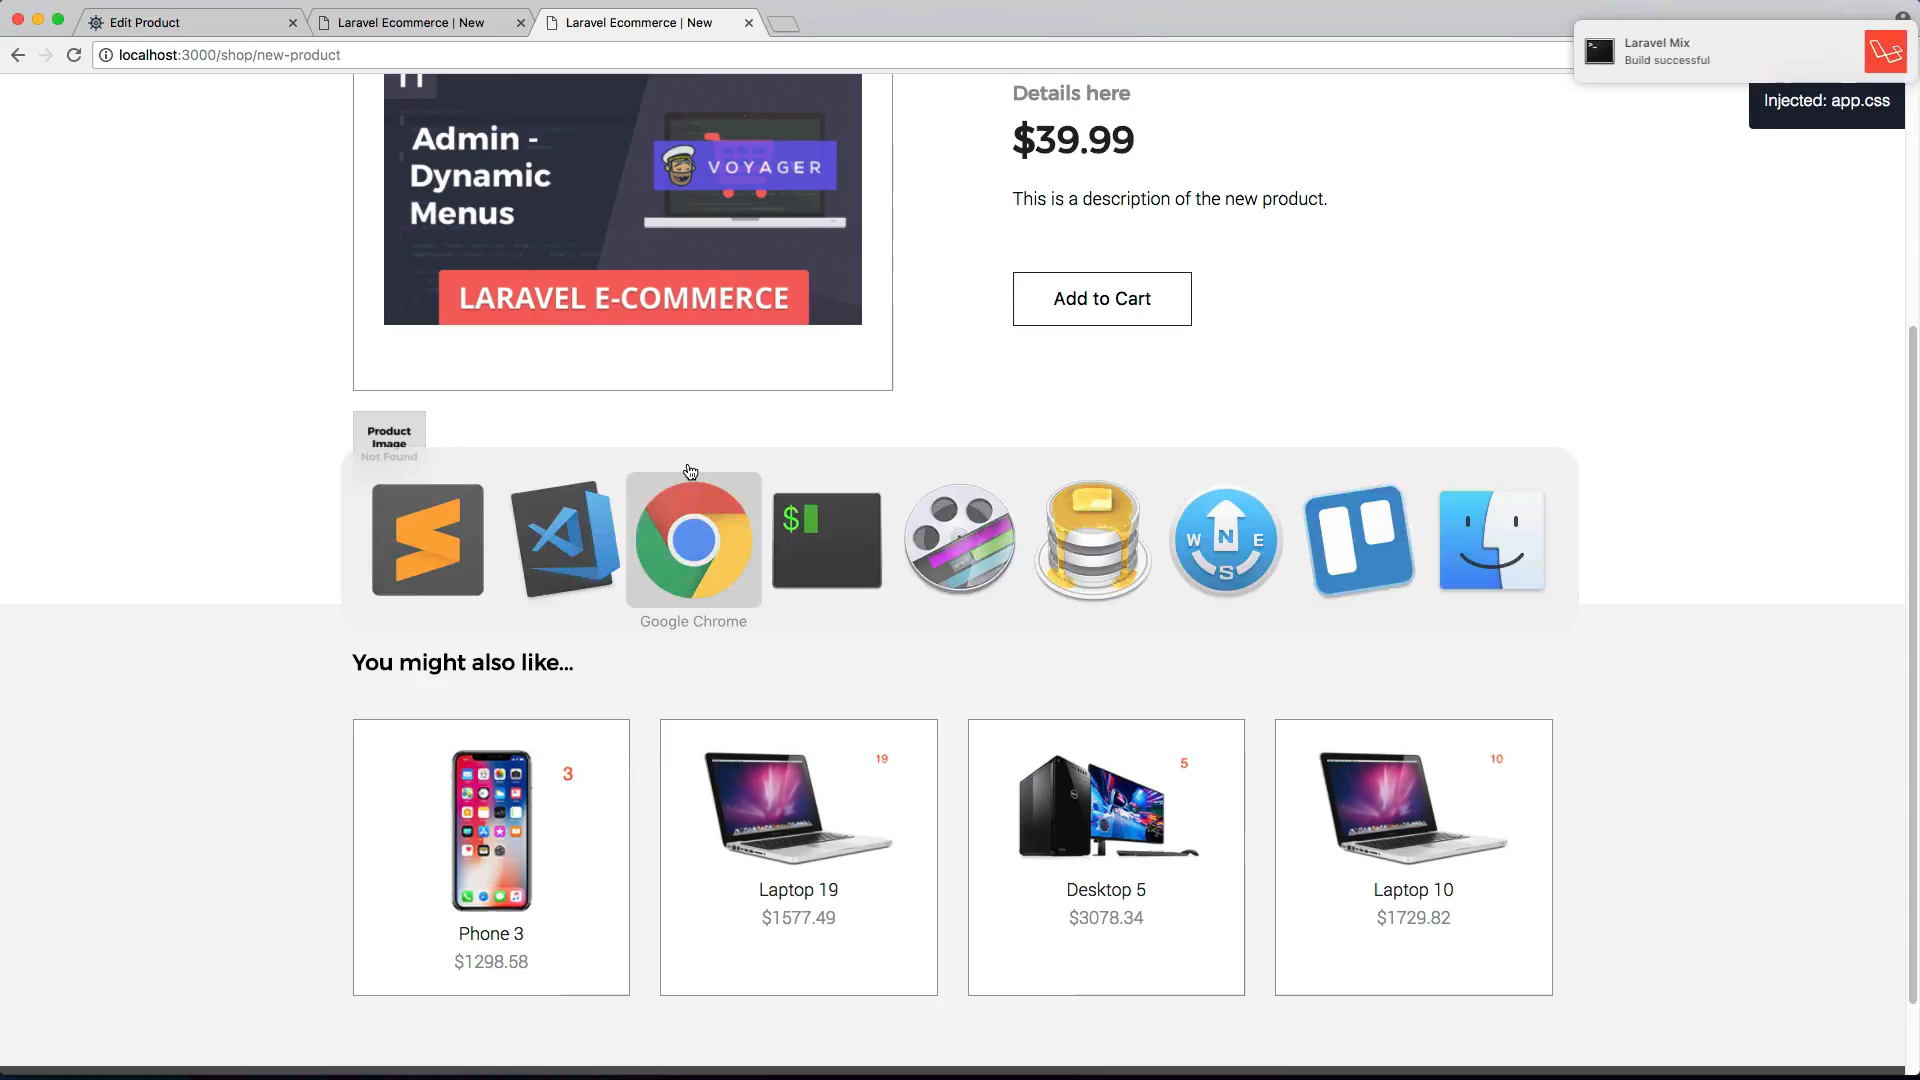 Edit Product
Laravel Ecommerce | New
Laravel Ecommerce | New
localhost:3000/shop/new-product
Laravel Mix
Build successful
Injected: app.css
Admin -
Dynamic
Menus
VOYAGER
LARAVEL E-COMMERCE
Details here
$39.99
This is a description of the new product.
Add to Cart
Product
Image
Not Found
$
N
W
E
S
Google Chrome
You might also like...
3
Phone 3
$1298.58
19
Laptop 19
$1577.49
5
Desktop 5
$3078.34
10
Laptop 10
$1729.82